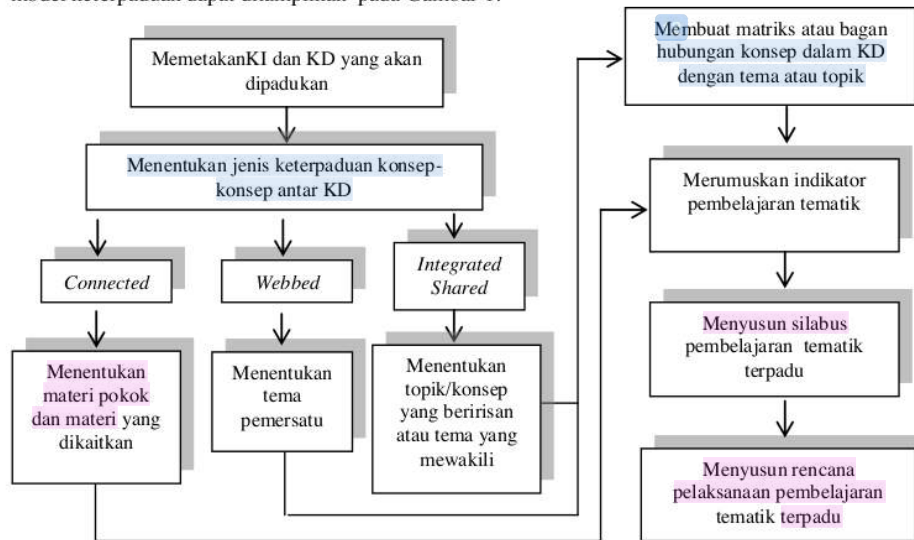 model keterpaduan dapat ditampilkan pada Gambar 1.
MemetakanKI dan KD yang akan
dipadukan
Menentukan jenis keterpaduan konsep-
konsep antar KD
Connected
Webbed
Integrated
Shared
Menentukan
materi pokok
dan materi yang
dikaitkan
Menentukan
tema
pemersatu
Menentukan
topik/konsep
yang beririsan
atau tema yang
mewakili
Membuat matriks atau bagan
hubungan konsep dalam KD
dengan tema atau topik
Merumuskan indikator
pembelajaran tematik
Menyusun silabus
pembelajaran tematik
terpadu
Menyusun rencana
pelaksanaan pembelajaran
tematik terpadu